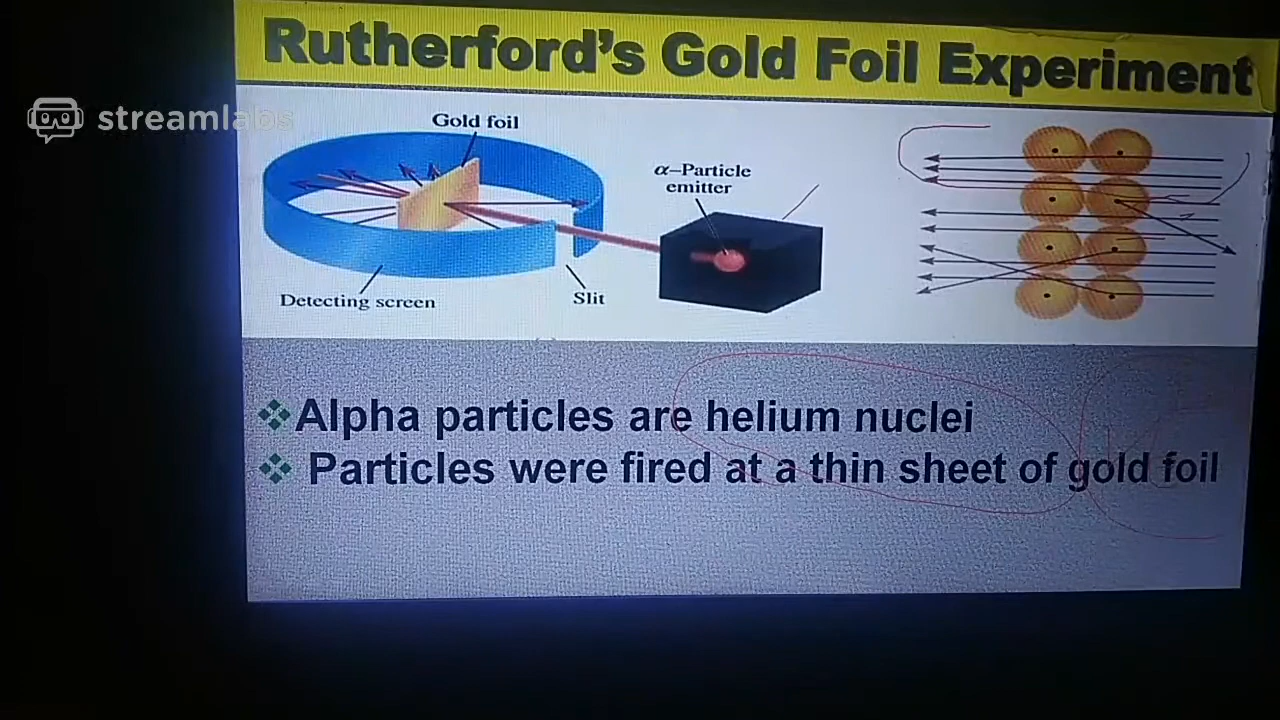 Rutherford's Gold Foil Experiment
streamlabs
Gold foil
α–Particle
emitter
Detecting screen
Slit
Alpha particles are helium nuclei
Particles were fired at a thin sheet of gold foil